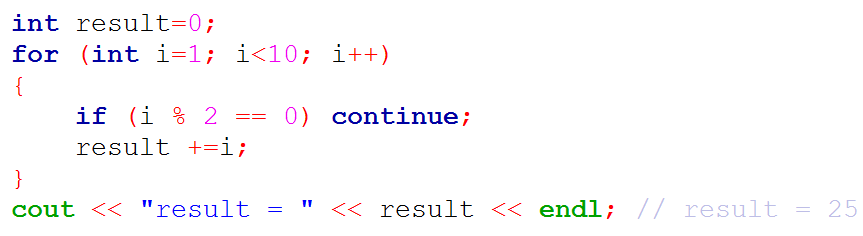 int result=0;
for (int i=1; i<10; i++)
{
    if (i % 2 == 0) continue;
    result +=i;
}
cout << "result = " << result << endl; // result = 25